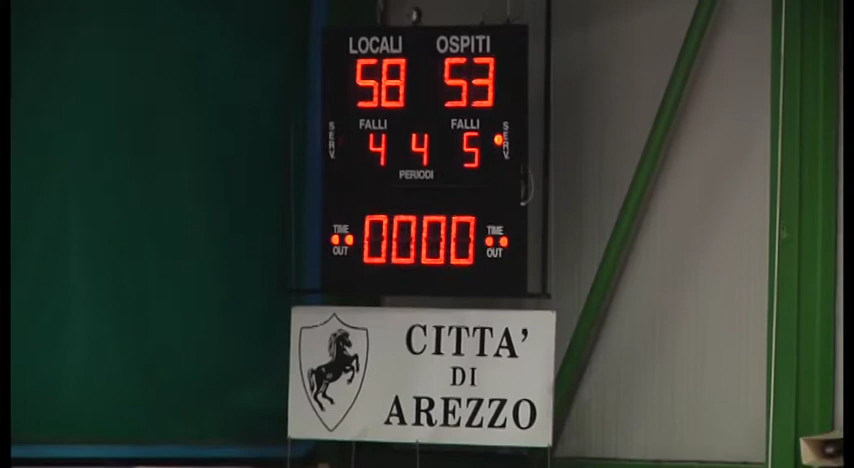 LOCALI OSPITI
58 53
FALLI FALLI
SERV. 4 4 5 SERV.
PERIODI
TIME OUT 0000 TIME OUT
CITTA'
DI
AREZZO